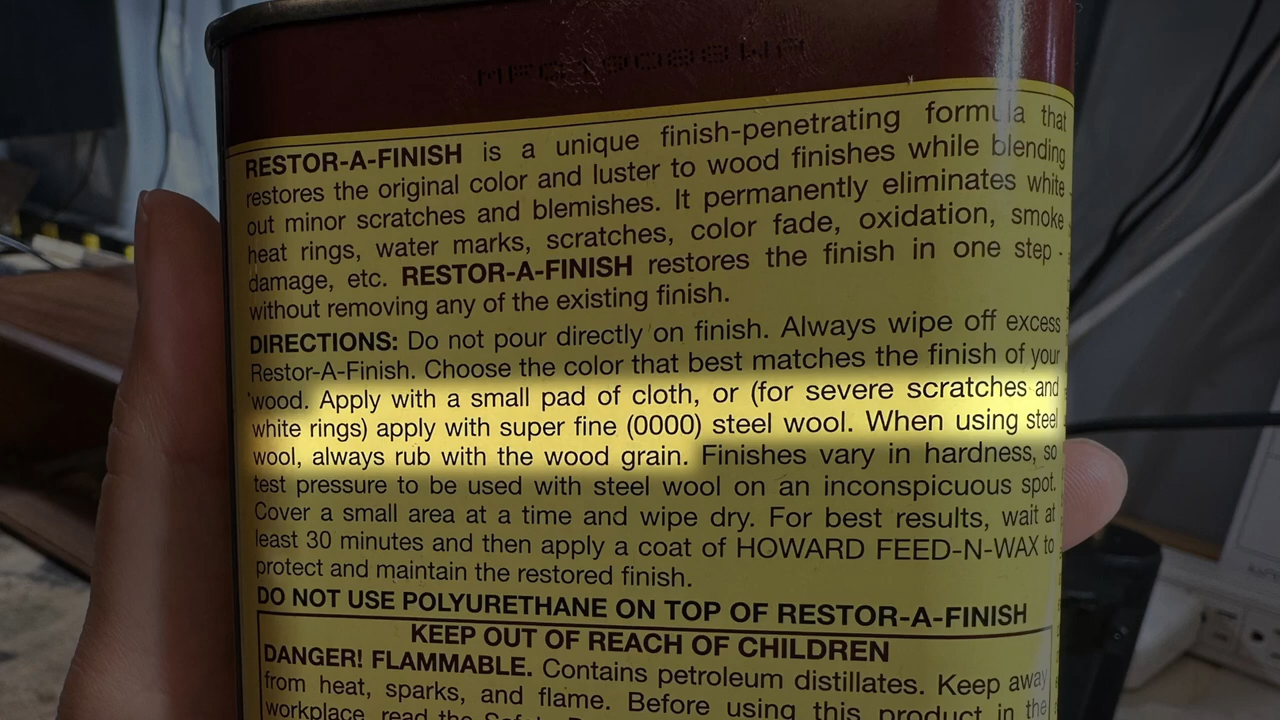 RESTOR-A-FINISH is a unique finish-penetrating formula that
restores the original color and luster to wood finishes while blending
out minor scratches and blemishes. It permanently eliminates white
heat rings, water marks, scratches, color fade, oxidation, smoke
damage, etc. RESTOR-A-FINISH restores the finish in one step -
without removing any of the existing finish.
DIRECTIONS: Do not pour directly on finish. Always wipe off excess
Restor-A-Finish. Choose the color that best matches the finish of your
wood. Apply with a small pad of cloth, or (for severe scratches and
white rings) apply with super fine (0000) steel wool. When using steel
wool, always rub with the wood grain. Finishes vary in hardness, so
test pressure to be used with steel wool on an inconspicuous spot.
Cover a small area at a time and wipe dry. For best results, wait at
least 30 minutes and then apply a coat of HOWARD FEED-N-WAX to
protect and maintain the restored finish.
DO NOT USE POLYURETHANE ON TOP OF RESTOR-A-FINISH
KEEP OUT OF REACH OF CHILDREN
DANGER! FLAMMABLE. Contains petroleum distillates. Keep away
from heat, sparks, and flame. Before using this product in the
workplace, read the